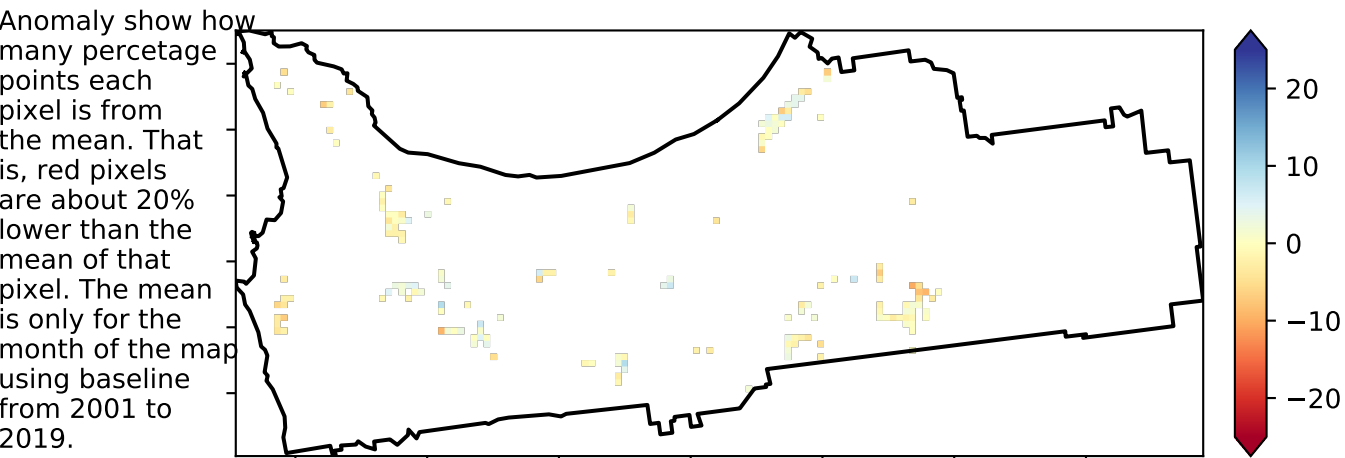 Anomaly show how
many percetage
points each
pixel is from
the mean. That
is, red pixels
are about 20%
lower than the
mean of that
pixel. The mean
is only for the
month of the map
using baseline
from 2001 to
2019.
20
10
0
−10
−20